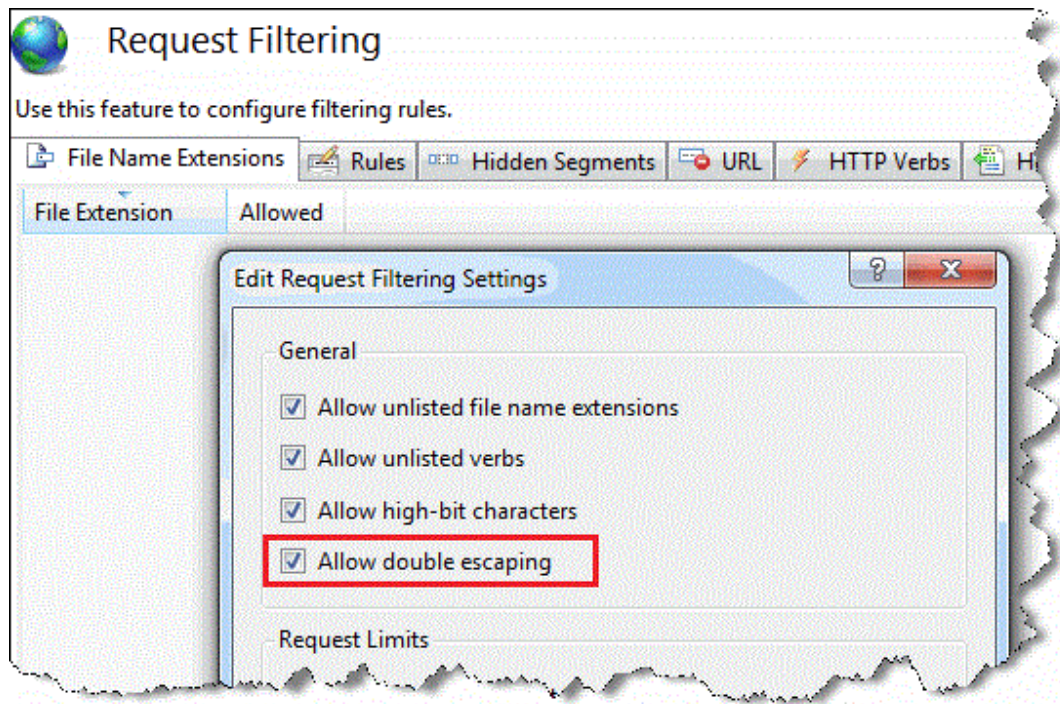 Request Filtering
Use this feature to configure filtering rules.
File Name Extensions Rules Hidden Segments URL HTTP Verbs H
File Extension Allowed
Edit Request Filtering Settings
General
Allow unlisted file name extensions
Allow unlisted verbs
Allow high-bit characters
Allow double escaping
Request Limits